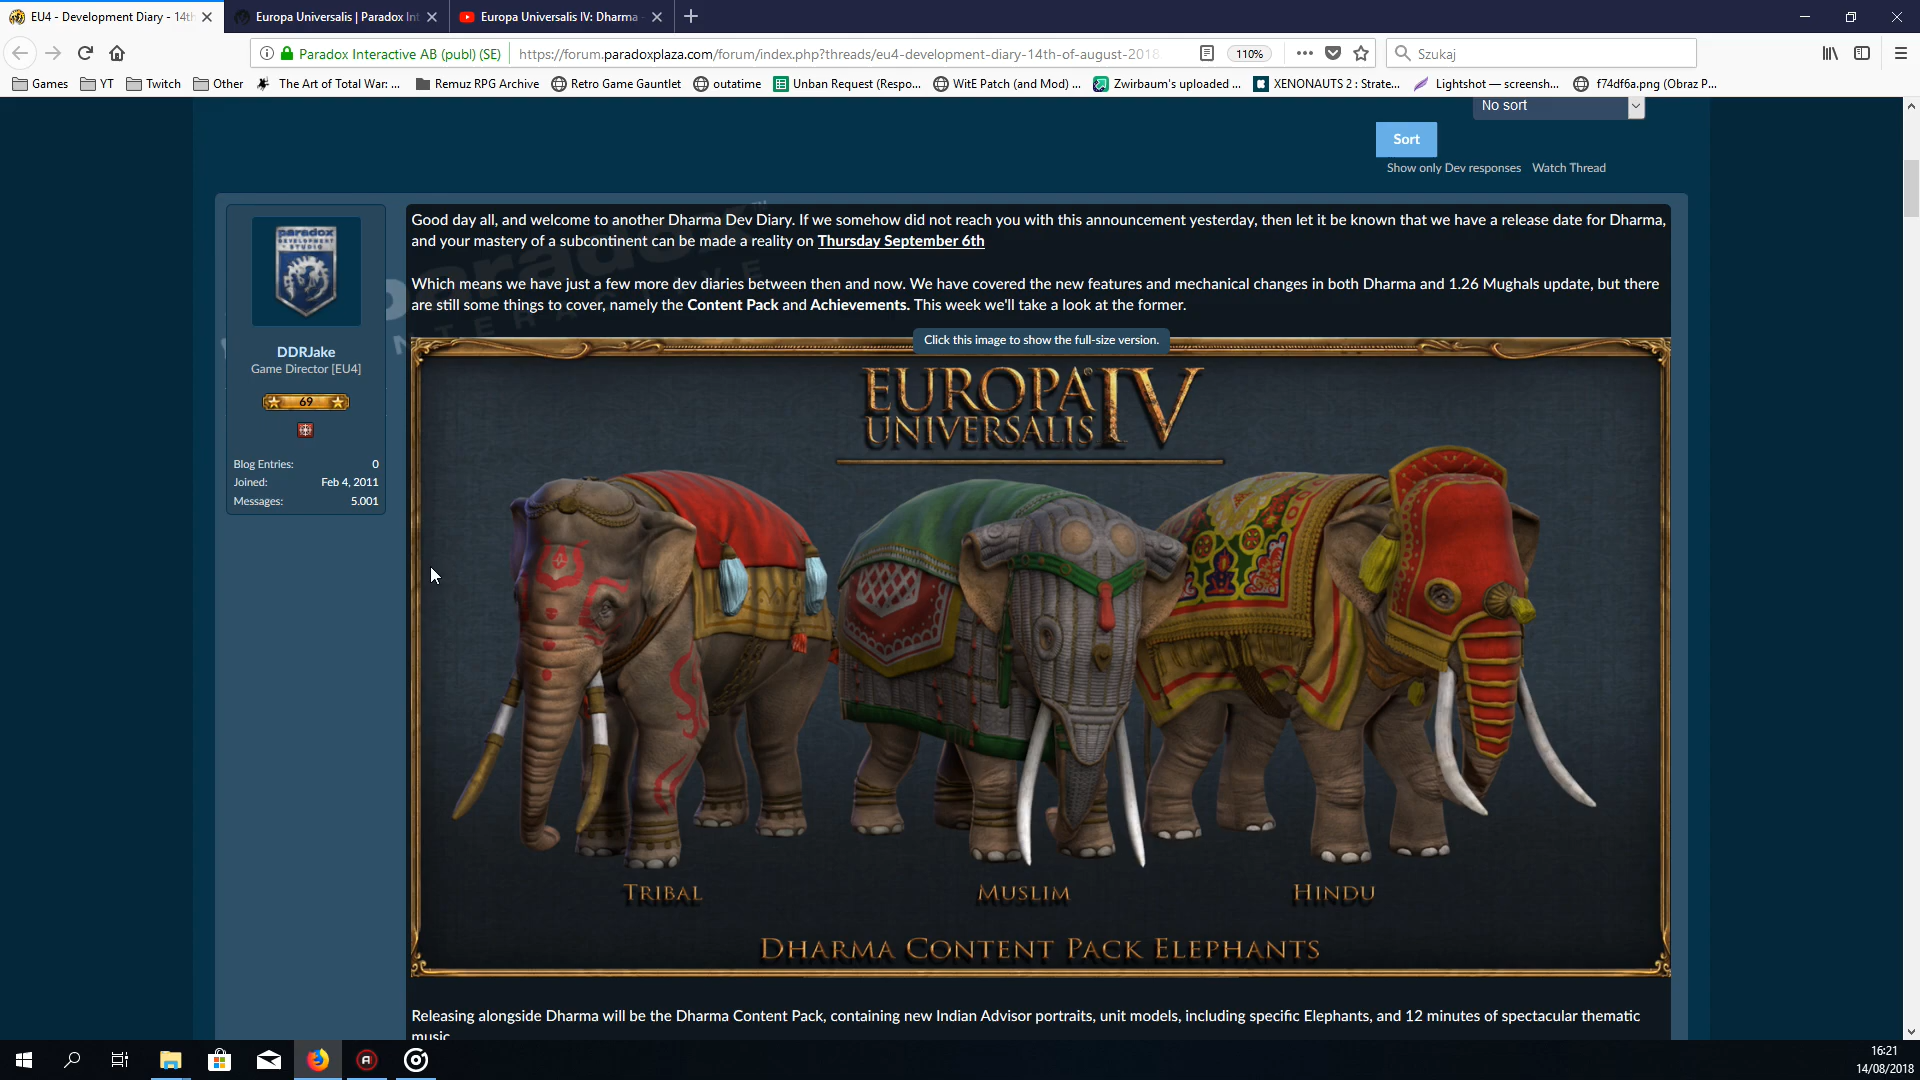 EU4 - Development Diary - 14th
Europa Universalis | Paradox Int
Europa Universalis IV: Dharma -
Paradox Interactive AB (publ) (SE)
https://forum.paradoxplaza.com/forum/index.php?threads/eu4-development-diary-14th-of-august-2018
110%
Szukaj
Games
YT
Twitch
Other
The Art of Total War: ...
Remuz RPG Archive
Retro Game Gauntlet
outatime
Unban Request (Respo...
WitE Patch (and Mod) ...
Zwirbaum's uploaded ...
XENONAUTS 2 : Strate...
Lightshot — screensh...
f74df6a.png (Obraz P...
No sort
Sort
Show only Dev responses
Watch Thread
paradox
DEVELOPMENT
STUDIO
DDRJake
Game Director [EU4]
69
Blog Entries: 0
Joined: Feb 4, 2011
Messages: 5.001
Good day all, and welcome to another Dharma Dev Diary. If we somehow did not reach you with this announcement yesterday, then let it be known that we have a release date for Dharma,
and your mastery of a subcontinent can be made a reality on Thursday September 6th
Which means we have just a few more dev diaries between then and now. We have covered the new features and mechanical changes in both Dharma and 1.26 Mughals update, but there
are still some things to cover, namely the Content Pack and Achievements. This week we'll take a look at the former.
Click this image to show the full-size version.
EUROPA
UNIVERSALIS IV
TRIBAL
MUSLIM
HINDU
DHARMA CONTENT PACK ELEPHANTS
Releasing alongside Dharma will be the Dharma Content Pack, containing new Indian Advisor portraits, unit models, including specific Elephants, and 12 minutes of spectacular thematic
music.
16:21
14/08/2018